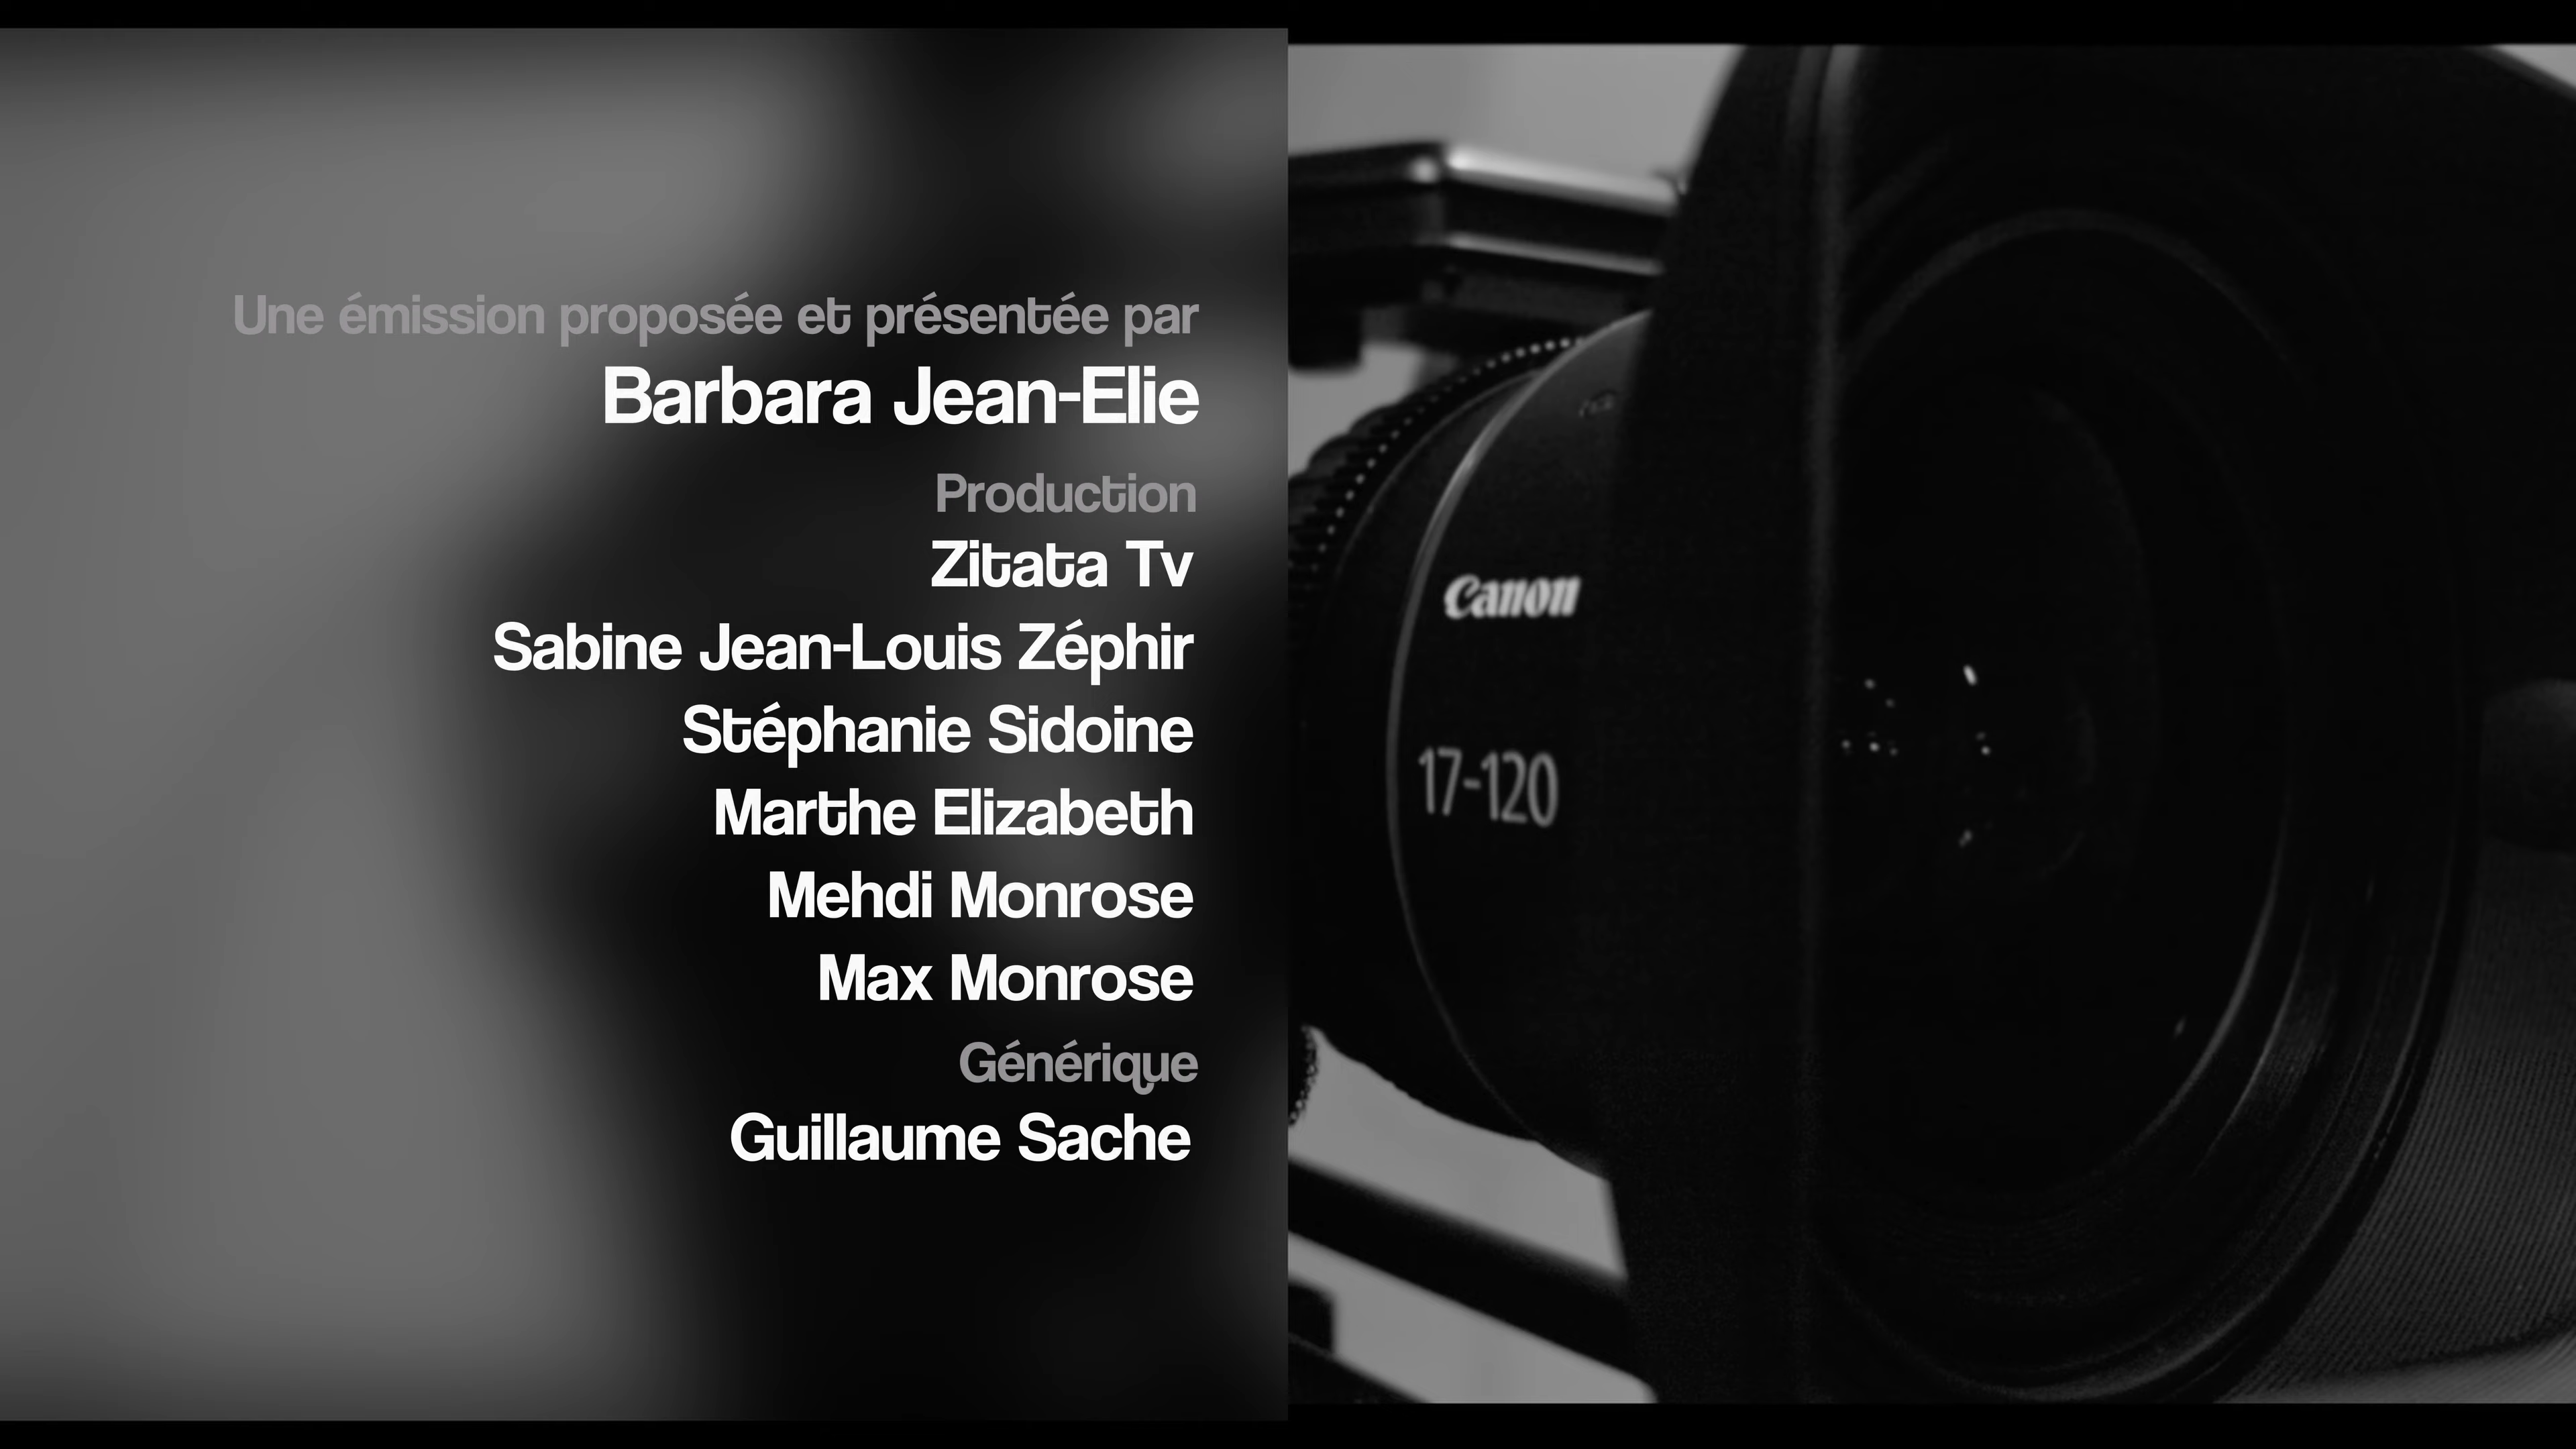 Une émission proposée et présentée par
Barbara Jean-Elie
Production
Zitata Tv
Sabine Jean-Louis Zéphir
Stéphanie Sidoine
Marthe Elizabeth
Mehdi Monrose
Max Monrose
Générique
Guillaume Sache
Canon
17-120